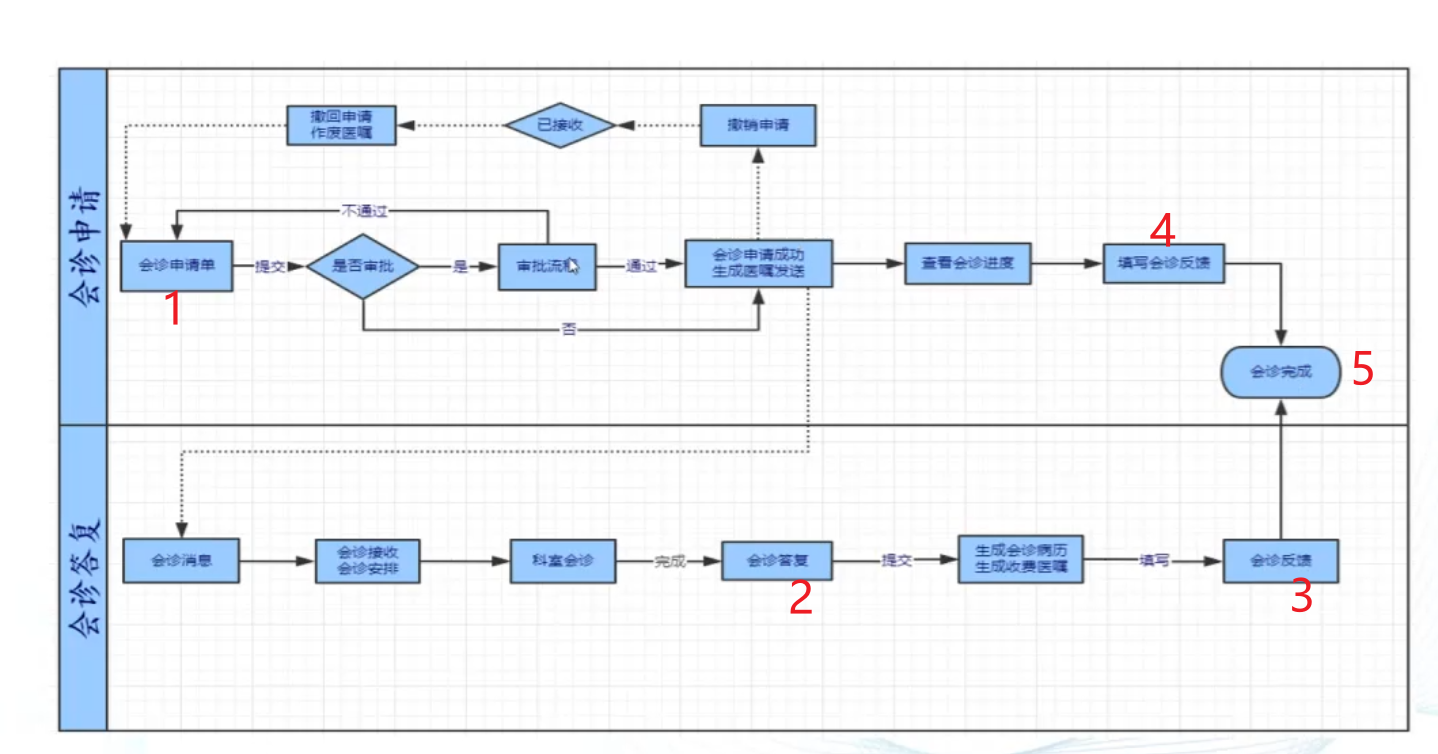 会诊申请
撤回申请
作废医嘱
已接收
撤销申请
不通过
会诊申请单
提交
是否审批
是
审批流程
通过
会诊申请成功
生成医嘱发送
查看会诊进度
填写会诊反馈
4
1
否
会诊完成
5
会诊答复
会诊消息
会诊接收
会诊安排
科室会诊
完成
会诊答复
提交
生成会诊病历
生成收费医嘱
填写
会诊反馈
2
3